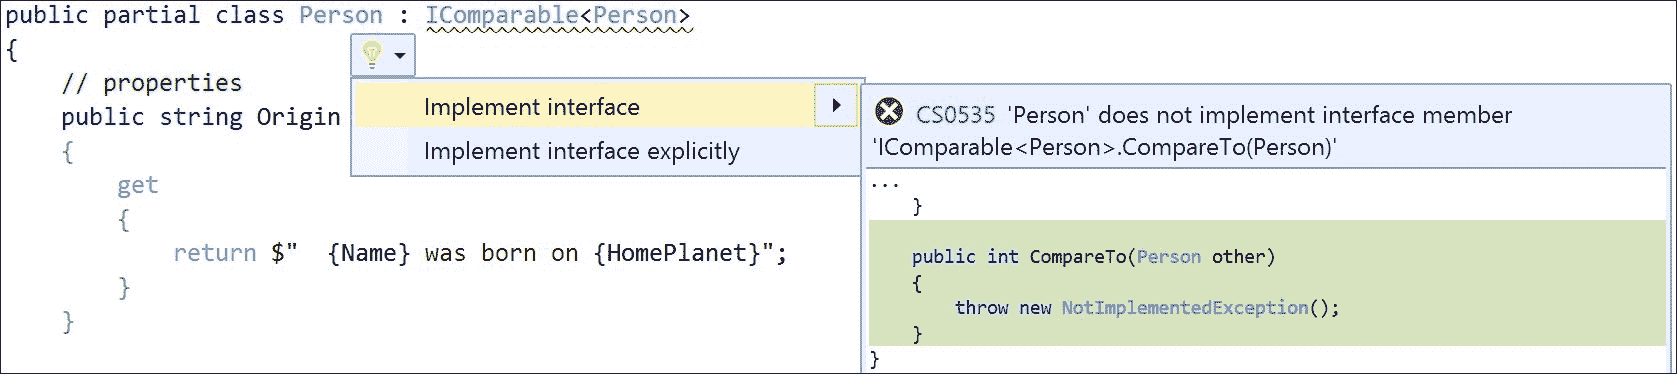 public partial class Person : IComparable<Person>
{
// properties
public string Origin
{
get
{
return $"  {Name} was born on {HomePlanet}";
}
}
Implement interface
Implement interface explicitly
CS0535 'Person' does not implement interface member
'IComparable<Person>.CompareTo(Person)'
...
}
public int CompareTo(Person other)
{
throw new NotImplementedException();
}
}